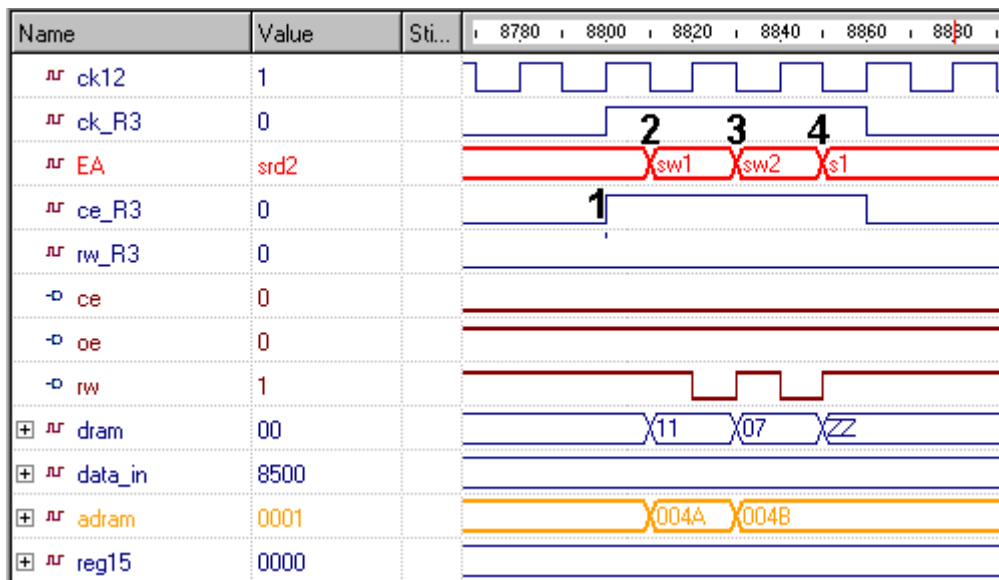 Name Value Sti... 8780 8800 8820 8840 8860 8880
ck12 1
ck_R3 0
2 3 4
EA srd2 sw1 sw2 s1
ce_R3 0 1
rw_R3 0
ce 0
oe 0
rw 1
dram 00 11 07 ZZ
data_in 8500
adram 0001 004A 004B
reg15 0000